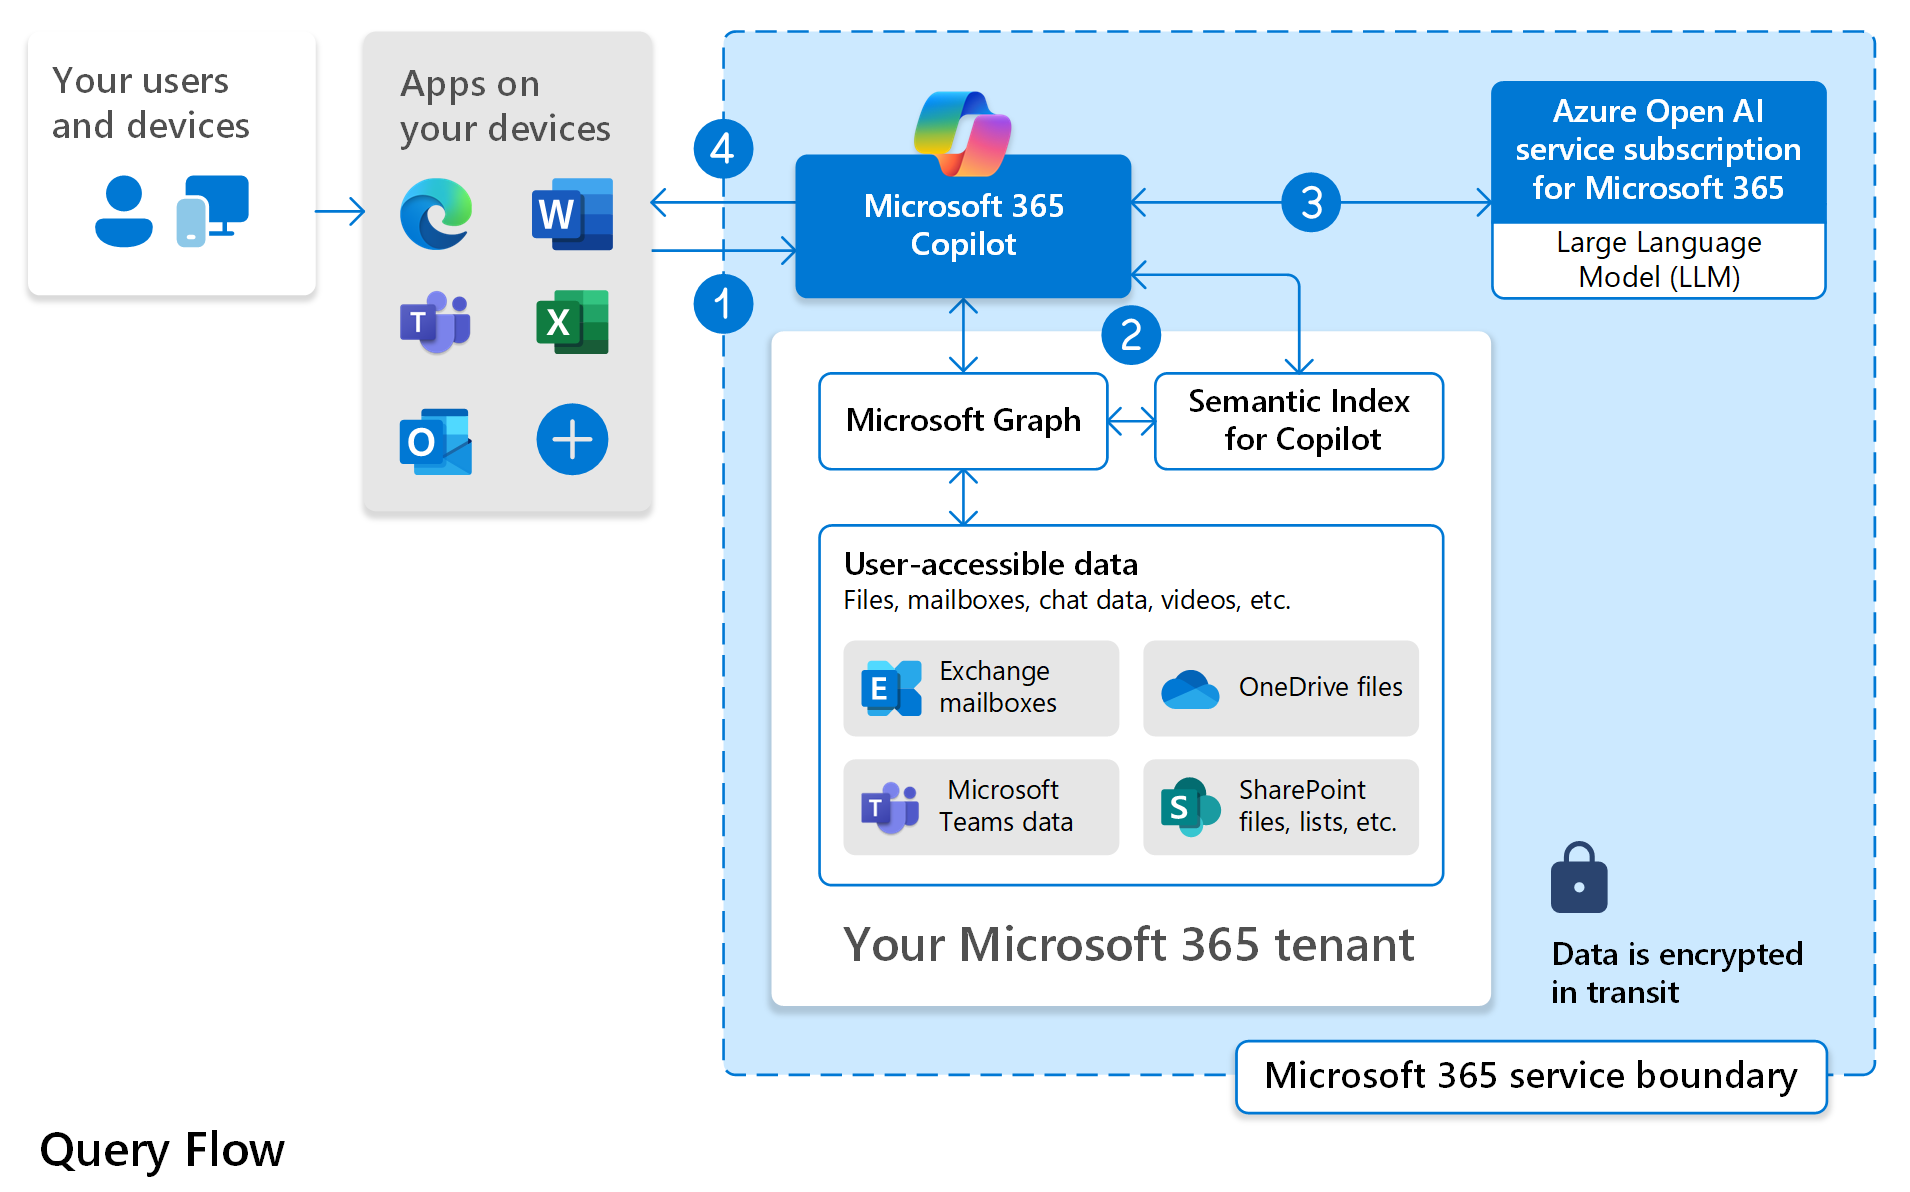 Your users
and devices
Apps on
your devices
W
T
X
O
4
1
Microsoft 365
Copilot
3
Azure Open AI
service subscription
for Microsoft 365
Large Language
Model (LLM)
2
Microsoft Graph
Semantic Index
for Copilot
User-accessible data
Files, mailboxes, chat data, videos, etc.
E
Exchange
mailboxes
OneDrive files
T
Microsoft
Teams data
S
SharePoint
files, lists, etc.
Your Microsoft 365 tenant
Data is encrypted
in transit
Microsoft 365 service boundary
Query Flow